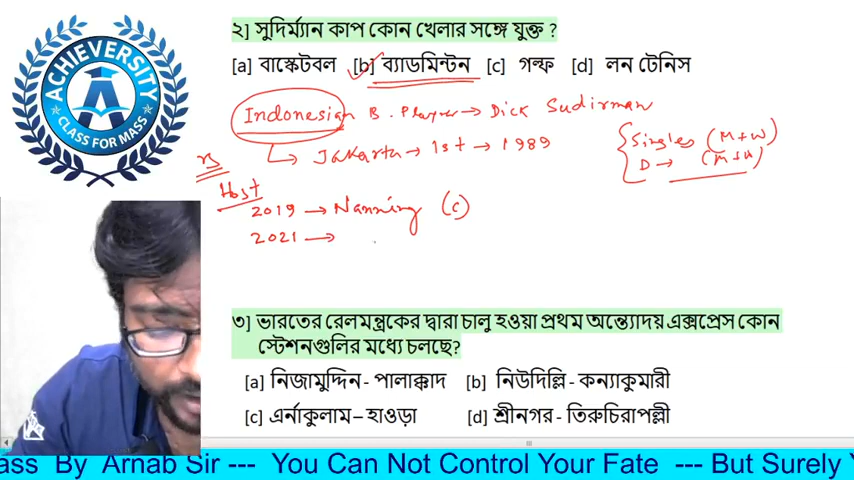 ACHIEVERSITY
CLASS FOR MASS
২] সুদির্ম্যান কাপ কোন খেলার সঙ্গে যুক্ত ?
[a] বাস্কেটবল [b] ব্যাডমিন্টন [c] গল্ফ [d] লন টেনিস
Indonesian B. Player → Dick Sudirman
↳ Jakarta → 1st → 1989
Singles (M+W)
D → (M+W)
Host
2019 → Nanning (C)
2021 →
৩] ভারতের রেলমন্ত্রকের দ্বারা চালু হওয়া প্রথম অন্ত্যোদয় এক্সপ্রেস কোন
স্টেশনগুলির মধ্যে চলছে?
[a] নিজামুদ্দিন - পালাক্কাদ [b] নিউদিল্লি - কন্যাকুমারী
[c] এর্নাকুলাম – হাওড়া [d] শ্রীনগর - তিরুচিরাপল্লী
ass By Arnab Sir --- You Can Not Control Your Fate --- But Surely Y